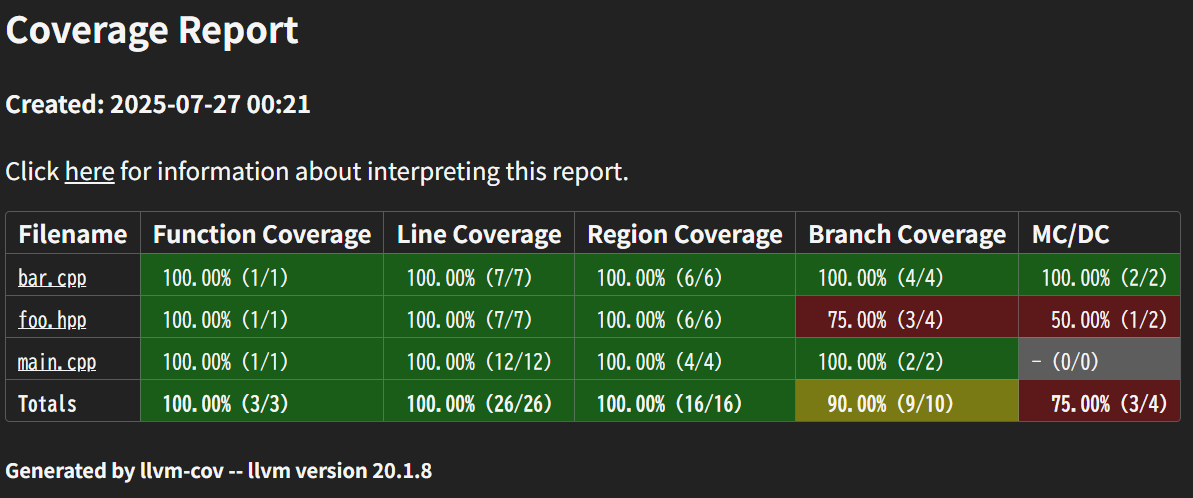 Coverage Report
Created: 2025-07-27 00:21
Click here for information about interpreting this report.
Filename Function Coverage Line Coverage Region Coverage Branch Coverage MC/DC
bar.cpp 100.00% (1/1) 100.00% (7/7) 100.00% (6/6) 100.00% (4/4) 100.00% (2/2)
foo.hpp 100.00% (1/1) 100.00% (7/7) 100.00% (6/6) 75.00% (3/4) 50.00% (1/2)
main.cpp 100.00% (1/1) 100.00% (12/12) 100.00% (4/4) 100.00% (2/2) - (0/0)
Totals 100.00% (3/3) 100.00% (26/26) 100.00% (16/16) 90.00% (9/10) 75.00% (3/4)
Generated by llvm-cov -- llvm version 20.1.8